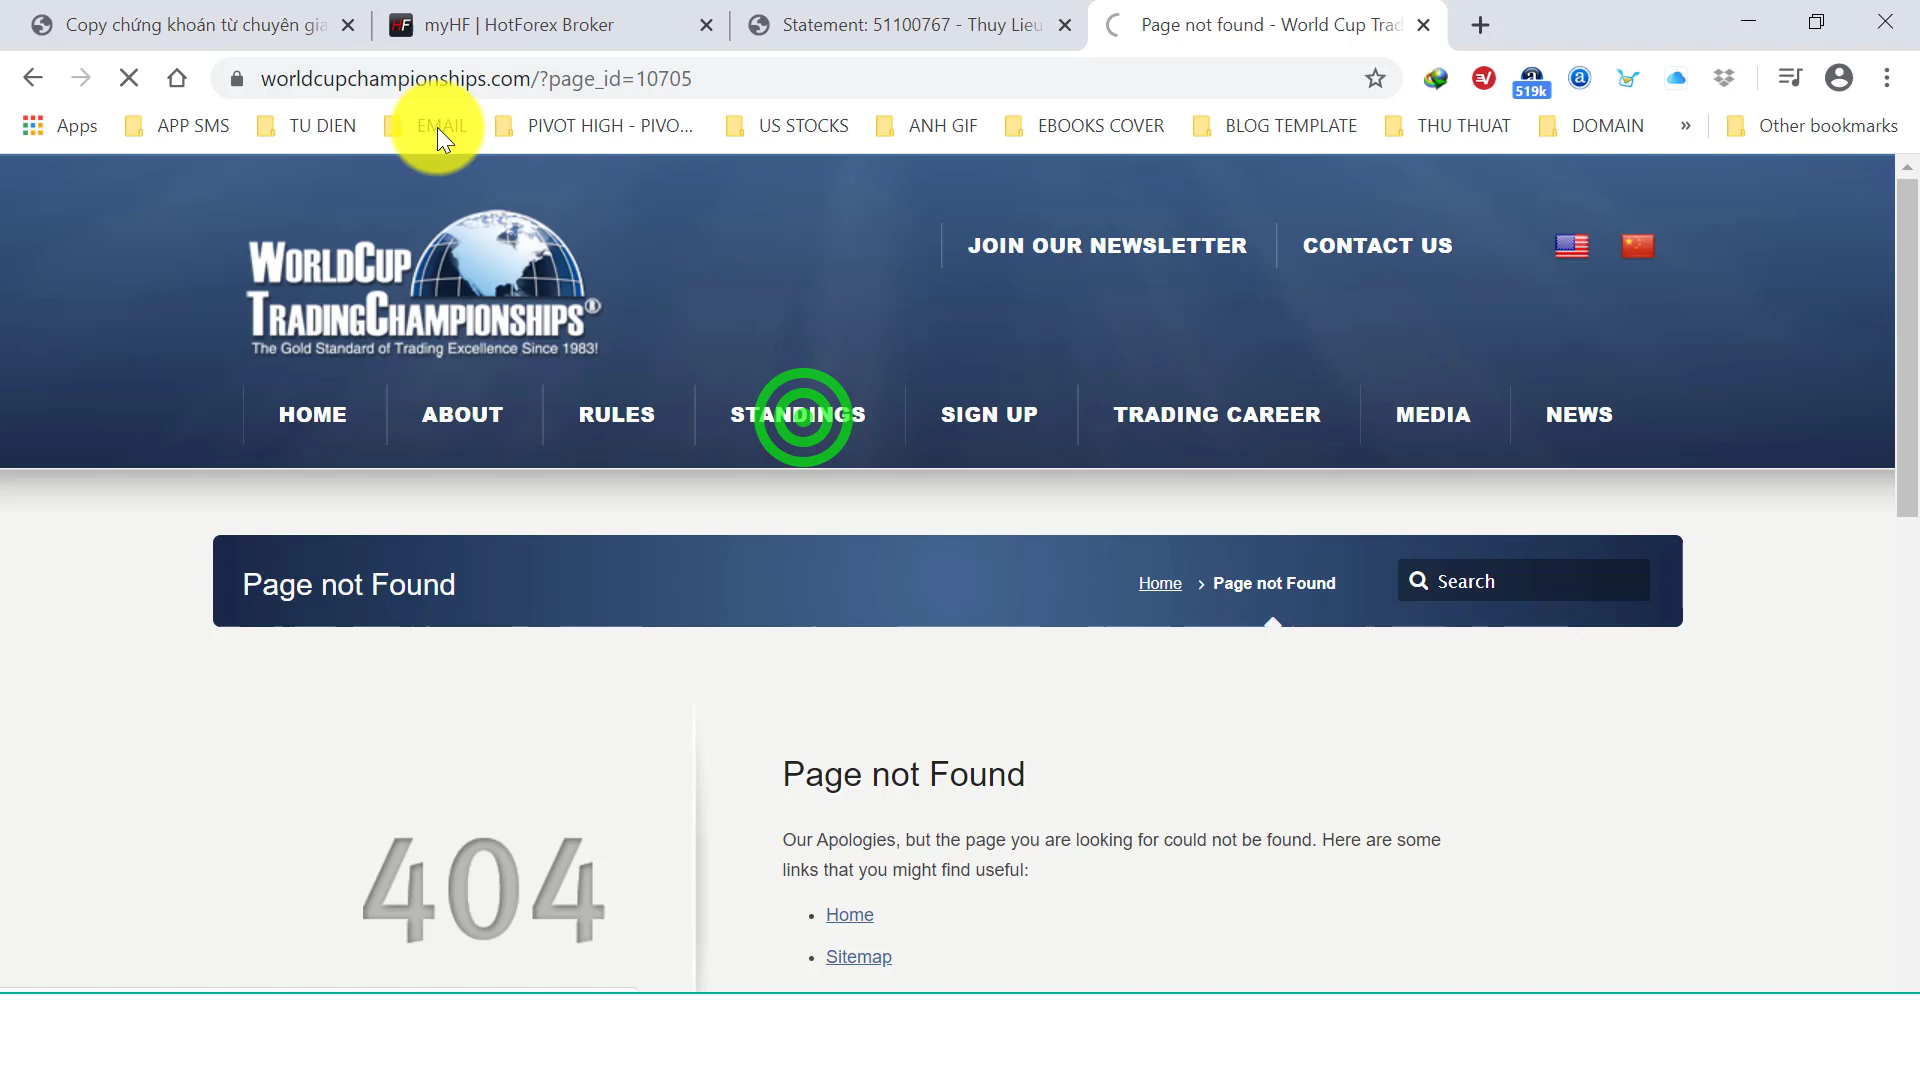 Copy chứng khoán từ chuyên gia
myHF | HotForex Broker
Statement: 51100767 - Thuy Lieu
Page not found - World Cup Trad
worldcupchampionships.com/?page_id=10705
519k
Apps
APP SMS
TU DIEN
EMAIL
PIVOT HIGH - PIVO...
US STOCKS
ANH GIF
EBOOKS COVER
BLOG TEMPLATE
THU THUAT
DOMAIN
»
Other bookmarks
WORLDCUP
TRADINGCHAMPIONSHIPS®
The Gold Standard of Trading Excellence Since 1983!
JOIN OUR NEWSLETTER
CONTACT US
HOME
ABOUT
RULES
STANDINGS
SIGN UP
TRADING CAREER
MEDIA
NEWS
Page not Found
Home > Page not Found
Search
404
Page not Found
Our Apologies, but the page you are looking for could not be found. Here are some
links that you might find useful:
• Home
• Sitemap